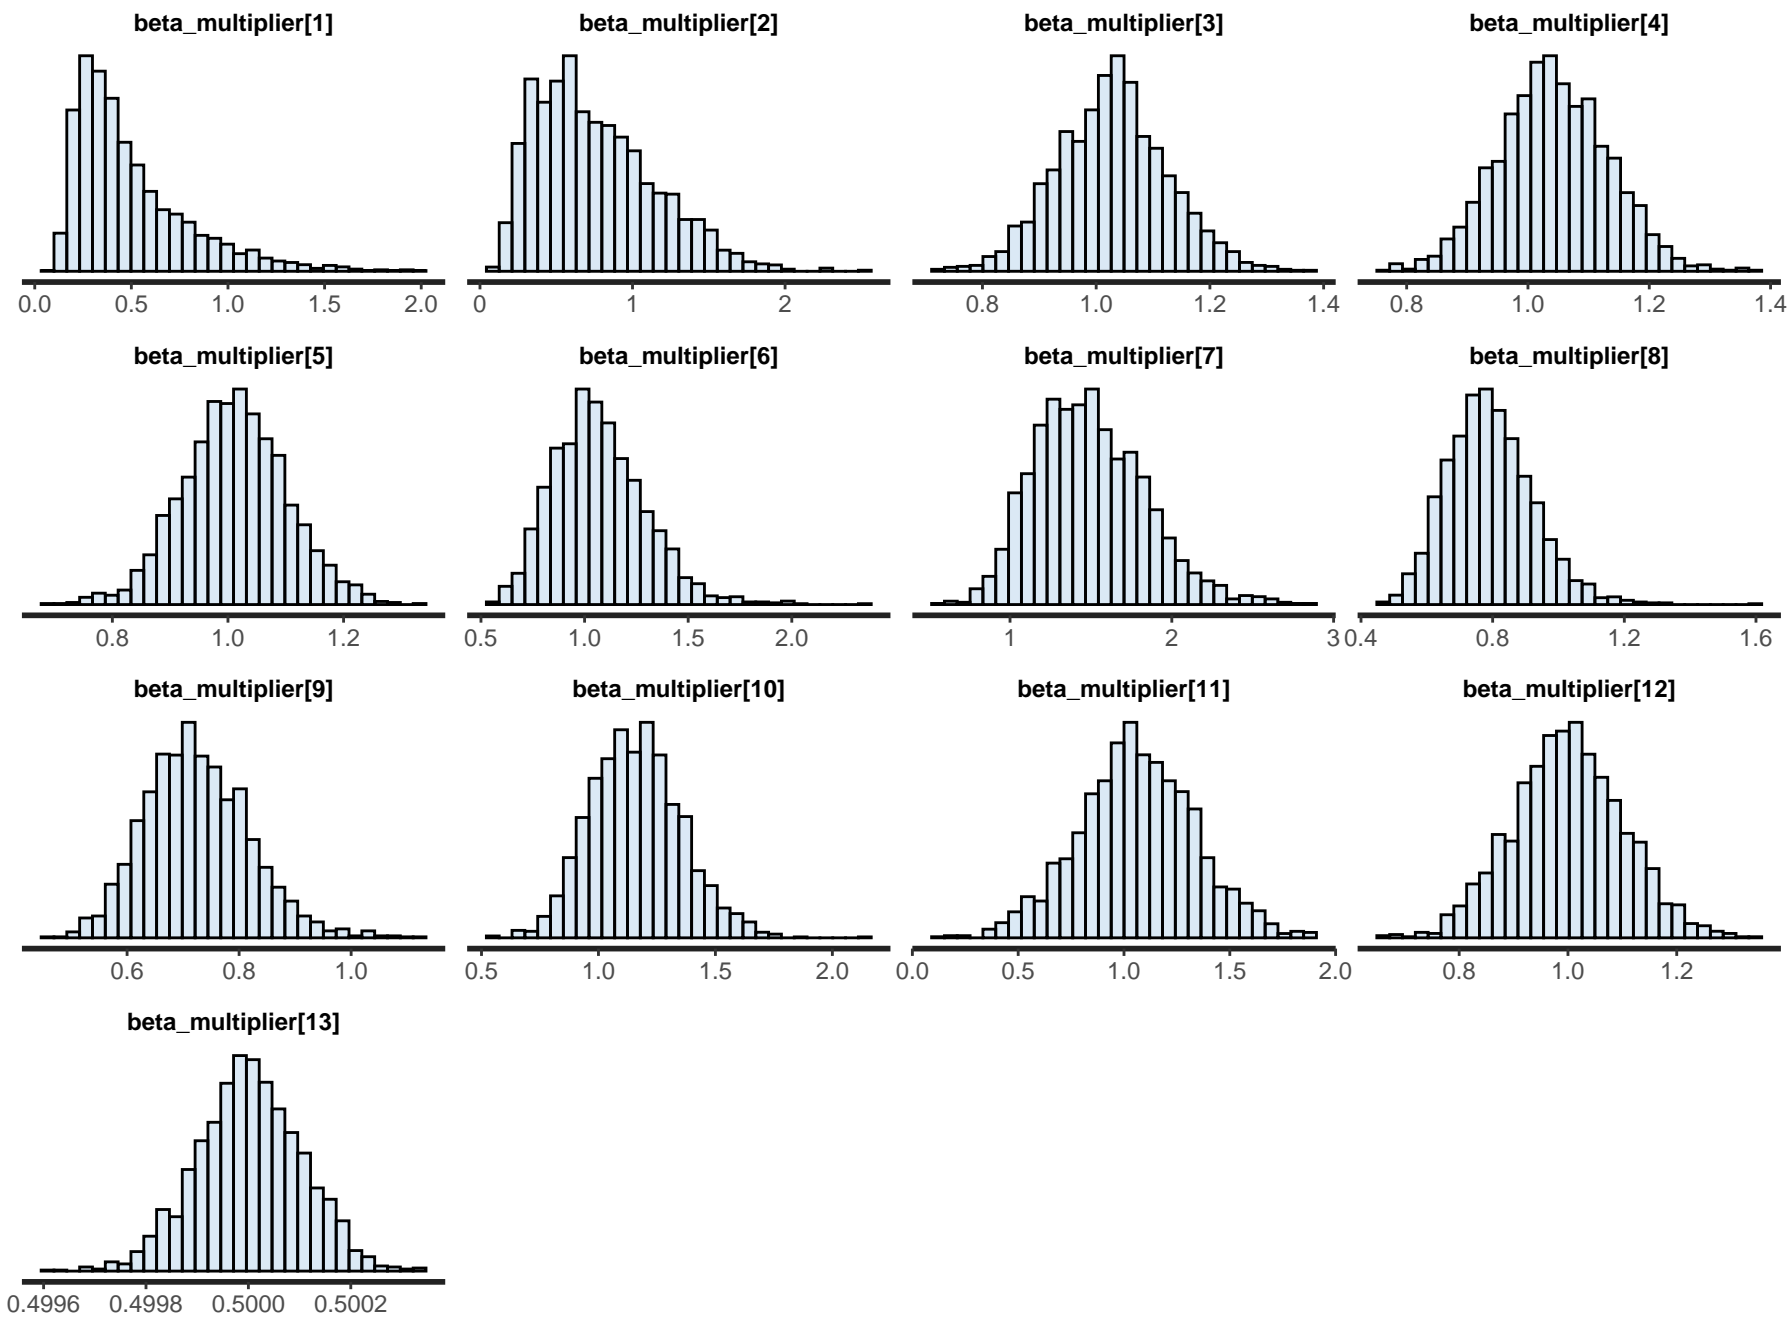 beta_multiplier[1] beta_multiplier[2] beta_multiplier[3] beta_multiplier[4]
0.0 0.5 1.0 1.5 2.0 0 1 2 0.8 1.0 1.2 1.4 0.8 1.0 1.2 1.4
beta_multiplier[5] beta_multiplier[6] beta_multiplier[7] beta_multiplier[8]
0.8 1.0 1.2 0.5 1.0 1.5 2.0 1 2 3 0.4 0.8 1.2 1.6
beta_multiplier[9] beta_multiplier[10] beta_multiplier[11] beta_multiplier[12]
0.6 0.8 1.0 0.5 1.0 1.5 2.0 0.0 0.5 1.0 1.5 2.0 0.8 1.0 1.2
beta_multiplier[13]
0.4996 0.4998 0.5000 0.5002